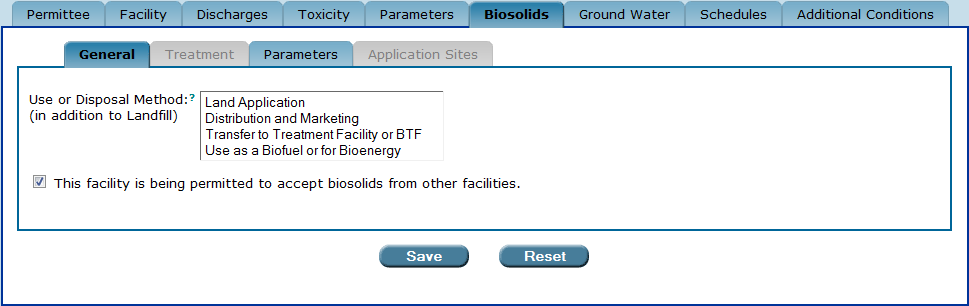 Permittee Facility Discharges Toxicity Parameters Biosolids Ground Water Schedules Additional Conditions
General Treatment Parameters Application Sites
Use or Disposal Method:?
(in addition to Landfill)
Land Application
Distribution and Marketing
Transfer to Treatment Facility or BTF
Use as a Biofuel or for Bioenergy
This facility is being permitted to accept biosolids from other facilities.
Save Reset